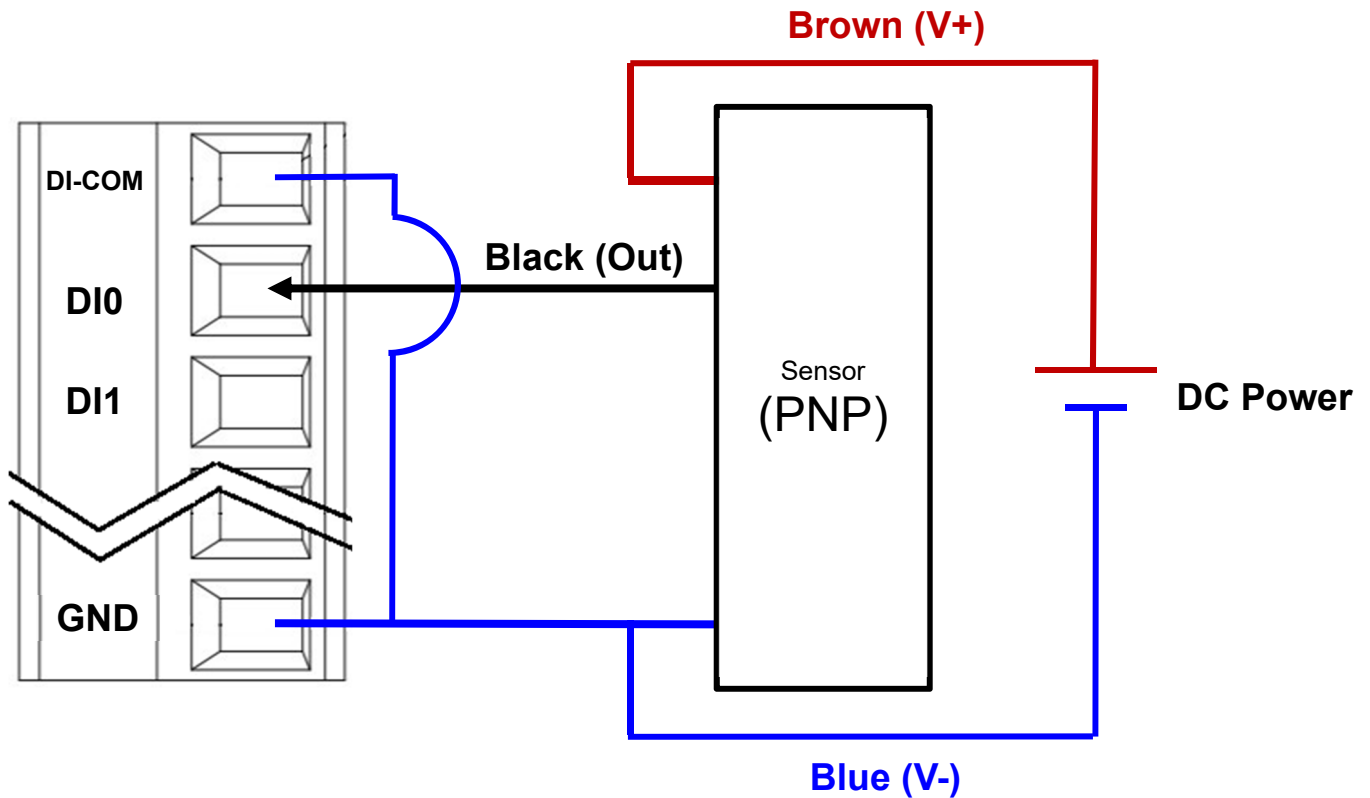 Brown (V+)
DI-COM
Black (Out)
DI0
Sensor
(PNP)
DI1
DC Power
GND
Blue (V-)